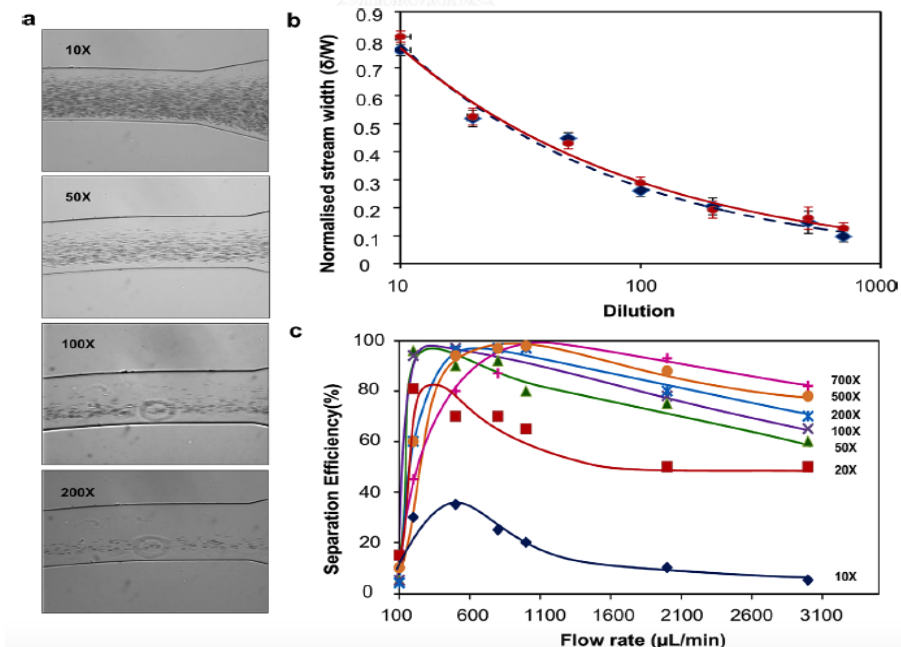 a
10X
50X
100X
200X
b
Normalised stream width (δ/W)
0.9
0.8
0.7
0.6
0.5
0.4
0.3
0.2
0.1
0
10
100
1000
Dilution
c
Separation Efficiency(%)
100
80
60
40
20
0
700X
500X
200X
100X
50X
20X
10X
100
600
1100
1600
2100
2600
3100
Flow rate (µL/min)